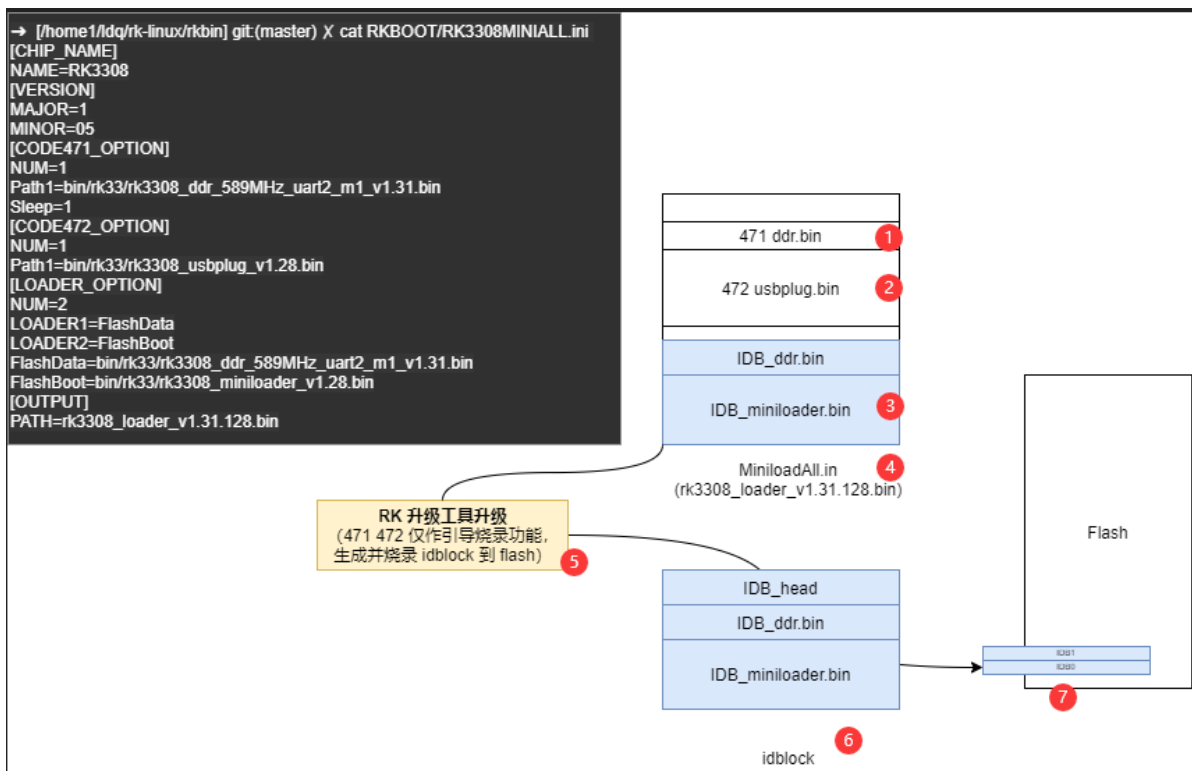 ➜ [/home1/ldq/rk-linux/rkbin] git:(master) ✗ cat RKBOOT/RK3308MINIALL.ini
[CHIP_NAME]
NAME=RK3308
[VERSION]
MAJOR=1
MINOR=05
[CODE471_OPTION]
NUM=1
Path1=bin/rk33/rk3308_ddr_589MHz_uart2_m1_v1.31.bin
Sleep=1
[CODE472_OPTION]
NUM=1
Path1=bin/rk33/rk3308_usbplug_v1.28.bin
[LOADER_OPTION]
NUM=2
LOADER1=FlashData
LOADER2=FlashBoot
FlashData=bin/rk33/rk3308_ddr_589MHz_uart2_m1_v1.31.bin
FlashBoot=bin/rk33/rk3308_miniloader_v1.28.bin
[OUTPUT]
PATH=rk3308_loader_v1.31.128.bin
471 ddr.bin 1
472 usbplug.bin 2
IDB_ddr.bin
IDB_miniloader.bin 3
MiniloadAll.in 4
(rk3308_loader_v1.31.128.bin)
RK 升级工具升级
(471 472 仅作引导烧录功能,
生成并烧录 idblock 到 flash)
5
IDB_head
IDB_ddr.bin
IDB_miniloader.bin
6
idblock
Flash
IDB1
IDB0
7